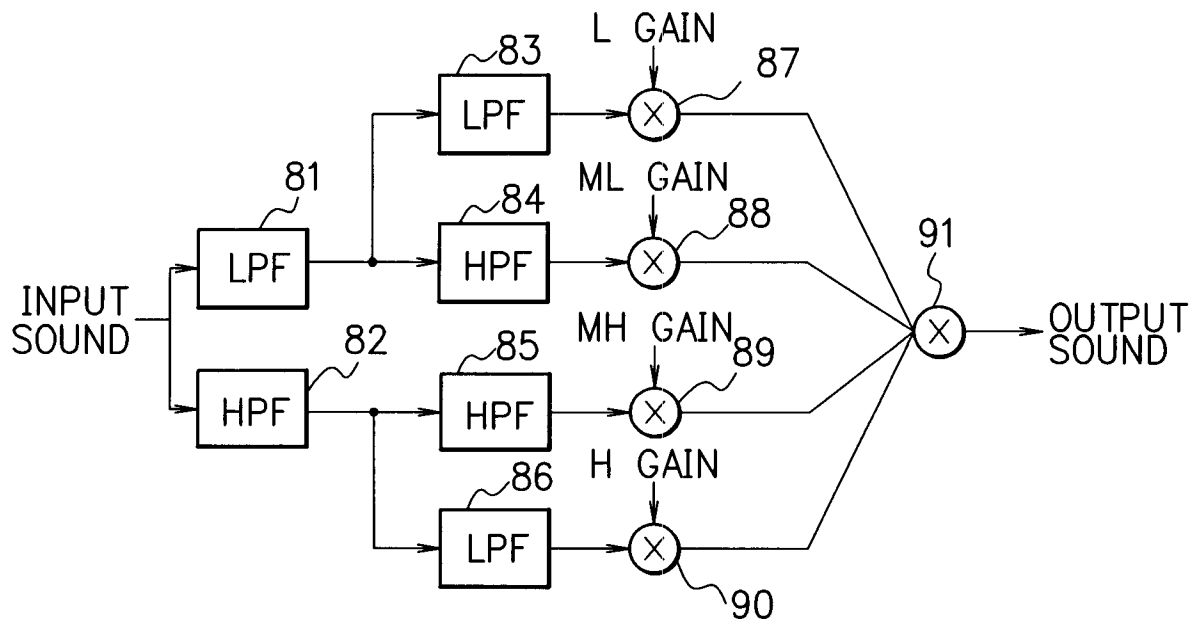 L GAIN
83
87
LPF
X
ML GAIN
81
84
88
LPF
HPF
X
91
INPUT
SOUND
MH GAIN
X
OUTPUT
SOUND
82
85
89
HPF
HPF
X
H GAIN
86
LPF
X
90